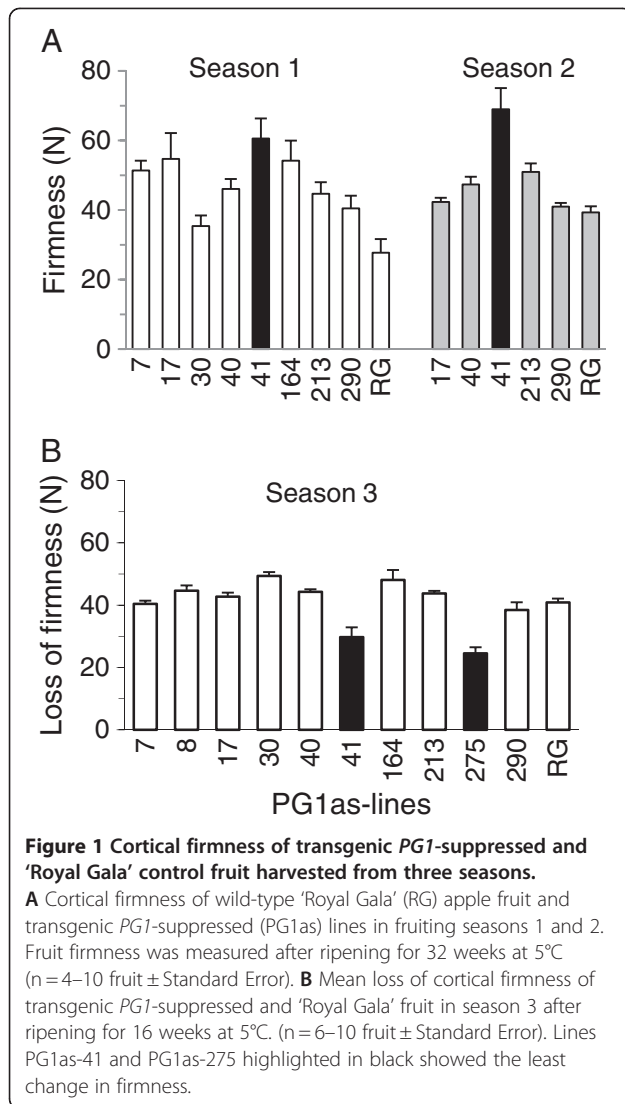 A
Season 1
Season 2
Firmness (N)
80
60
40
20
0
7 17 30 40 41 164 213 290 RG
17 40 41 213 290 RG
B
Season 3
Loss of firmness (N)
80
60
40
20
0
7 8 17 30 40 41 164 213 275 290 RG
PG1as-lines
Figure 1 Cortical firmness of transgenic PG1-suppressed and
‘Royal Gala’ control fruit harvested from three seasons.
A Cortical firmness of wild-type ‘Royal Gala’ (RG) apple fruit and
transgenic PG1-suppressed (PG1as) lines in fruiting seasons 1 and 2.
Fruit firmness was measured after ripening for 32 weeks at 5°C
(n = 4–10 fruit ± Standard Error). B Mean loss of cortical firmness of
transgenic PG1-suppressed and ‘Royal Gala’ fruit in season 3 after
ripening for 16 weeks at 5°C. (n = 6–10 fruit ± Standard Error). Lines
PG1as-41 and PG1as-275 highlighted in black showed the least
change in firmness.